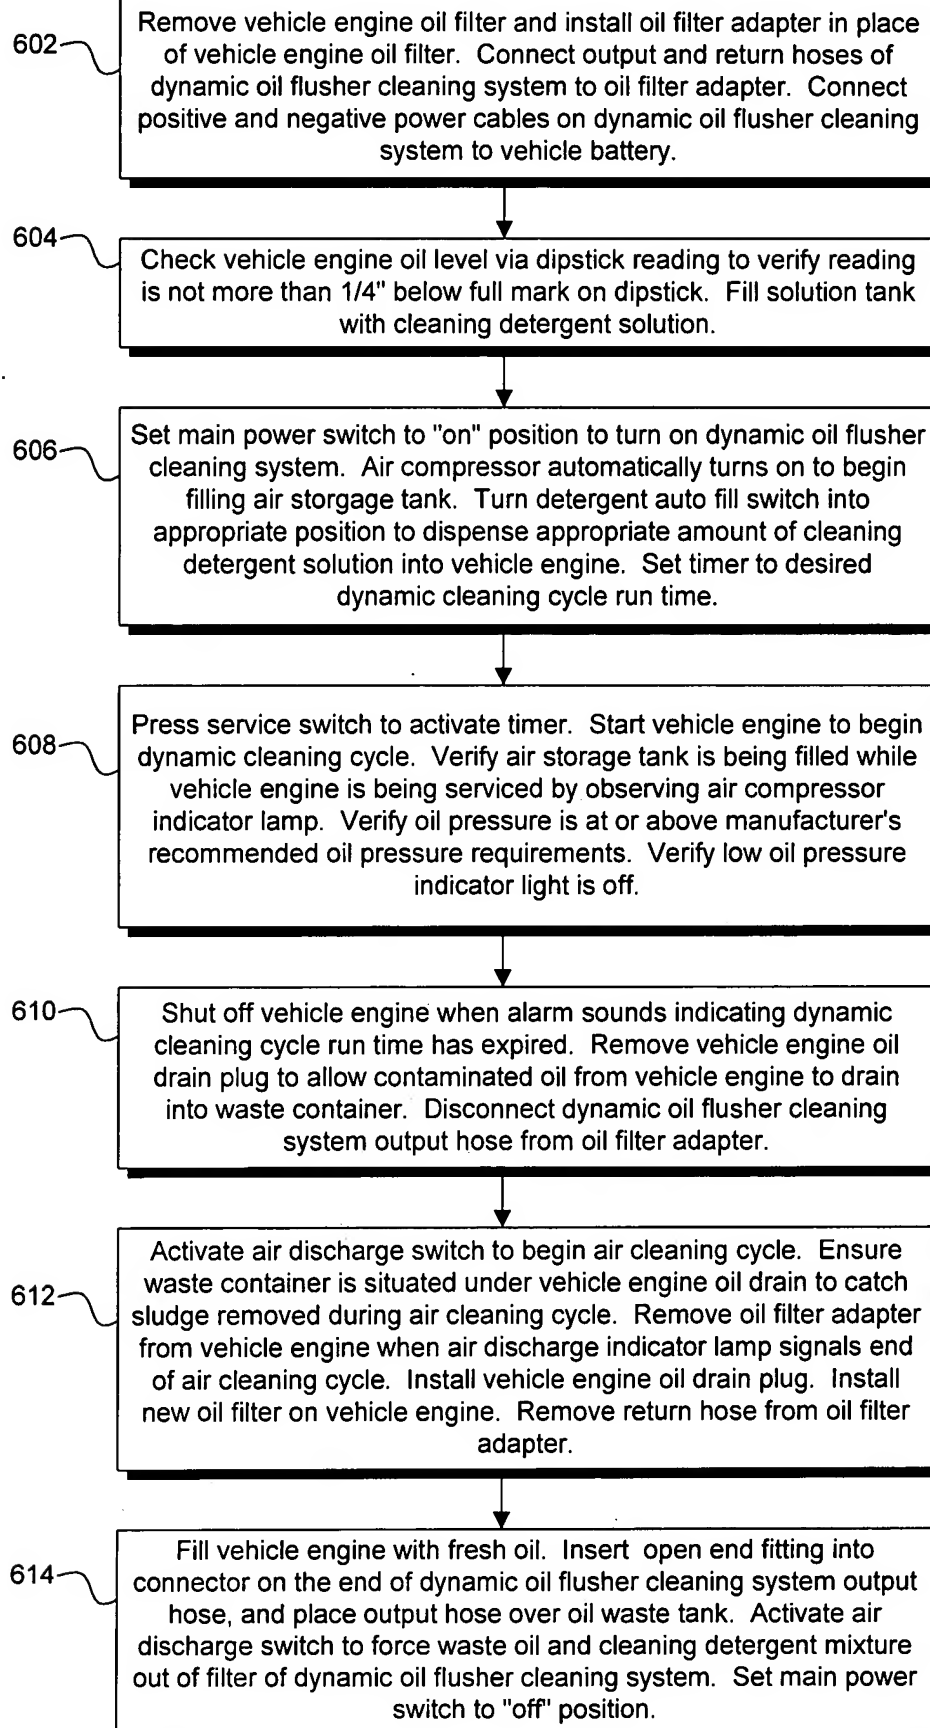 602
Remove vehicle engine oil filter and install oil filter adapter in place
of vehicle engine oil filter. Connect output and return hoses of
dynamic oil flusher cleaning system to oil filter adapter. Connect
positive and negative power cables on dynamic oil flusher cleaning
system to vehicle battery.
604
Check vehicle engine oil level via dipstick reading to verify reading
is not more than 1/4" below full mark on dipstick. Fill solution tank
with cleaning detergent solution.
606
Set main power switch to "on" position to turn on dynamic oil flusher
cleaning system. Air compressor automatically turns on to begin
filling air storgage tank. Turn detergent auto fill switch into
appropriate position to dispense appropriate amount of cleaning
detergent solution into vehicle engine. Set timer to desired
dynamic cleaning cycle run time.
608
Press service switch to activate timer. Start vehicle engine to begin
dynamic cleaning cycle. Verify air storage tank is being filled while
vehicle engine is being serviced by observing air compressor
indicator lamp. Verify oil pressure is at or above manufacturer's
recommended oil pressure requirements. Verify low oil pressure
indicator light is off.
610
Shut off vehicle engine when alarm sounds indicating dynamic
cleaning cycle run time has expired. Remove vehicle engine oil
drain plug to allow contaminated oil from vehicle engine to drain
into waste container. Disconnect dynamic oil flusher cleaning
system output hose from oil filter adapter.
612
Activate air discharge switch to begin air cleaning cycle. Ensure
waste container is situated under vehicle engine oil drain to catch
sludge removed during air cleaning cycle. Remove oil filter adapter
from vehicle engine when air discharge indicator lamp signals end
of air cleaning cycle. Install vehicle engine oil drain plug. Install
new oil filter on vehicle engine. Remove return hose from oil filter
adapter.
614
Fill vehicle engine with fresh oil. Insert open end fitting into
connector on the end of dynamic oil flusher cleaning system output
hose, and place output hose over oil waste tank. Activate air
discharge switch to force waste oil and cleaning detergent mixture
out of filter of dynamic oil flusher cleaning system. Set main power
switch to "off" position.